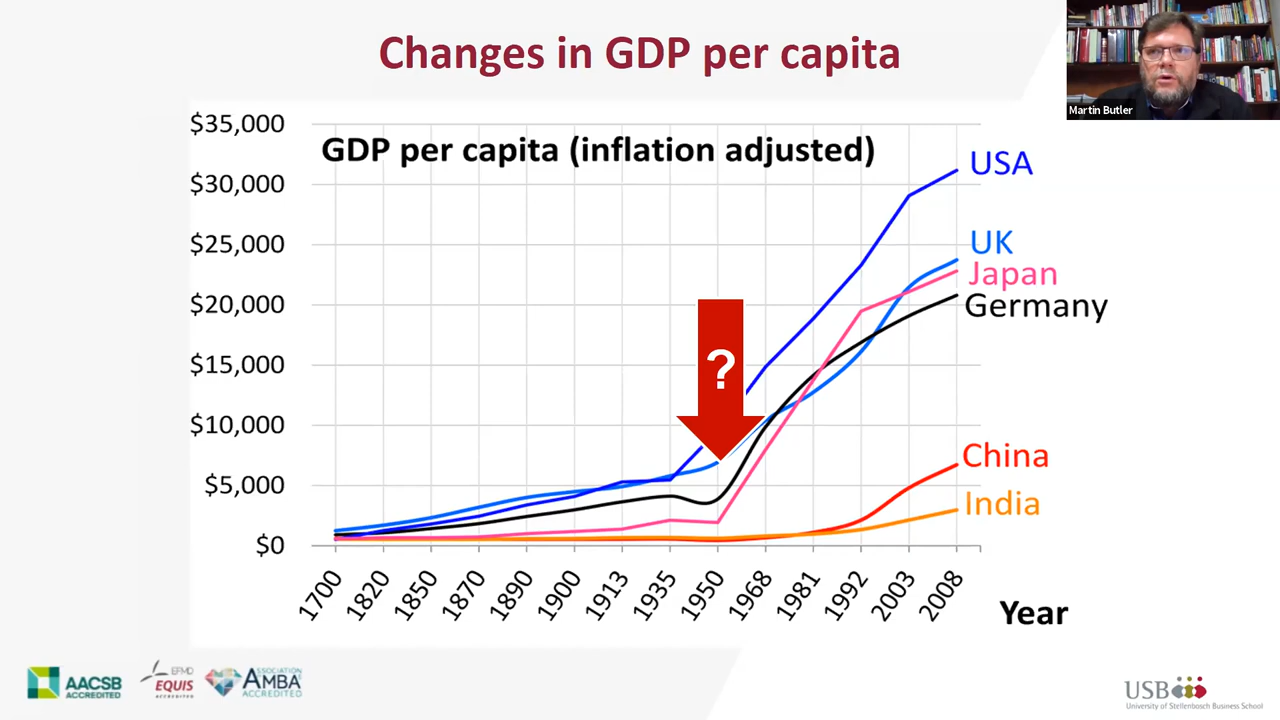 Changes in GDP per capita
Martin Butler
GDP per capita (inflation adjusted)
$35,000
$30,000
$25,000
$20,000
$15,000
$10,000
$5,000
$0
USA
UK
Japan
Germany
China
India
?
1700
1820
1850
1870
1890
1900
1913
1935
1950
1968
1981
1992
2003
2008
Year
AACSB
ACCREDITED
EFMD
EQUIS
ACCREDITED
ASSOCIATION
AMBA
ACCREDITED
USB
University of Stellenbosch Business School